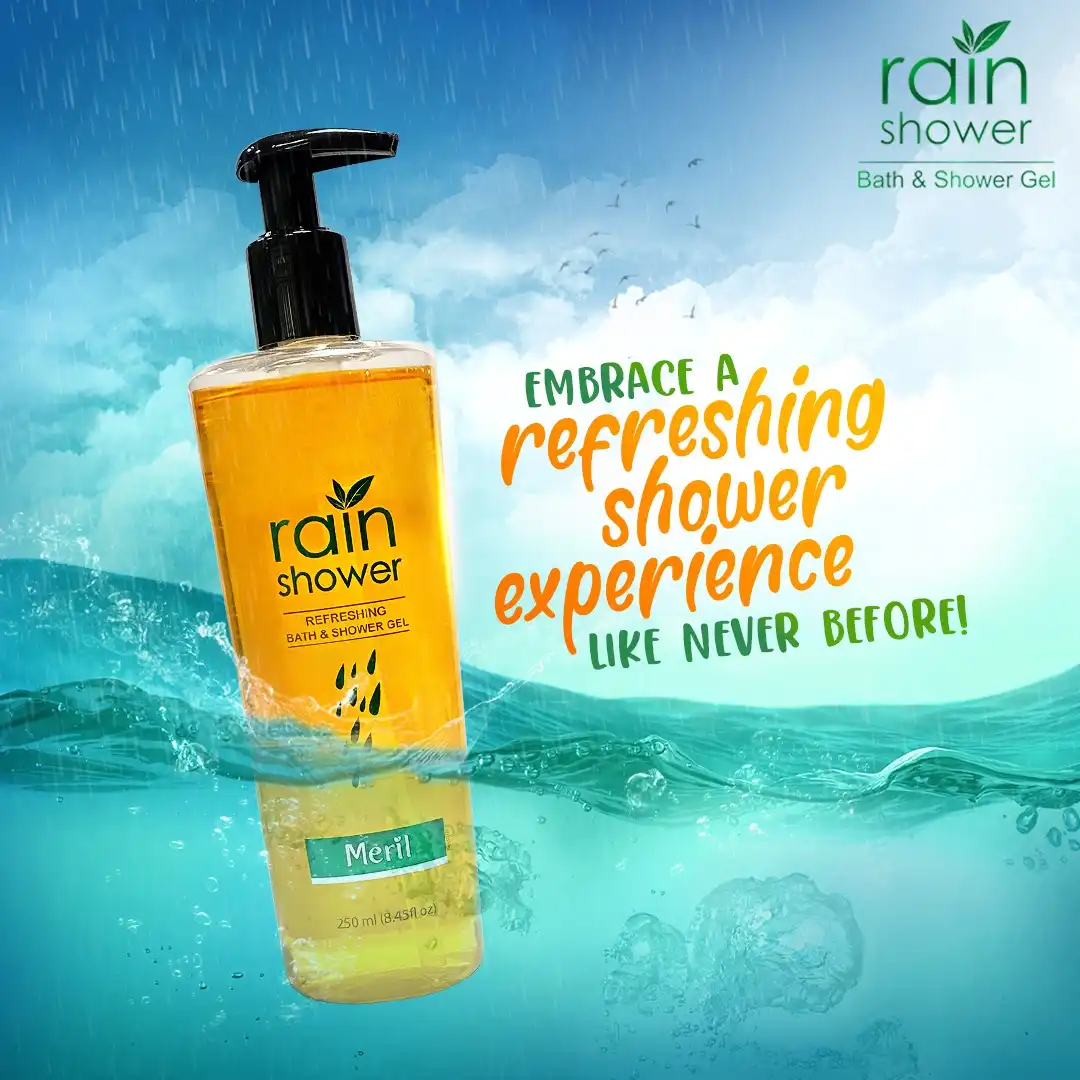 rain
shower
Bath & Shower Gel
EMBRACE A
refreshing
shower
experience
LIKE NEVER BEFORE!
rain
shower
REFRESHING
BATH & SHOWER GEL
Meril
250 ml (8.45fl oz)